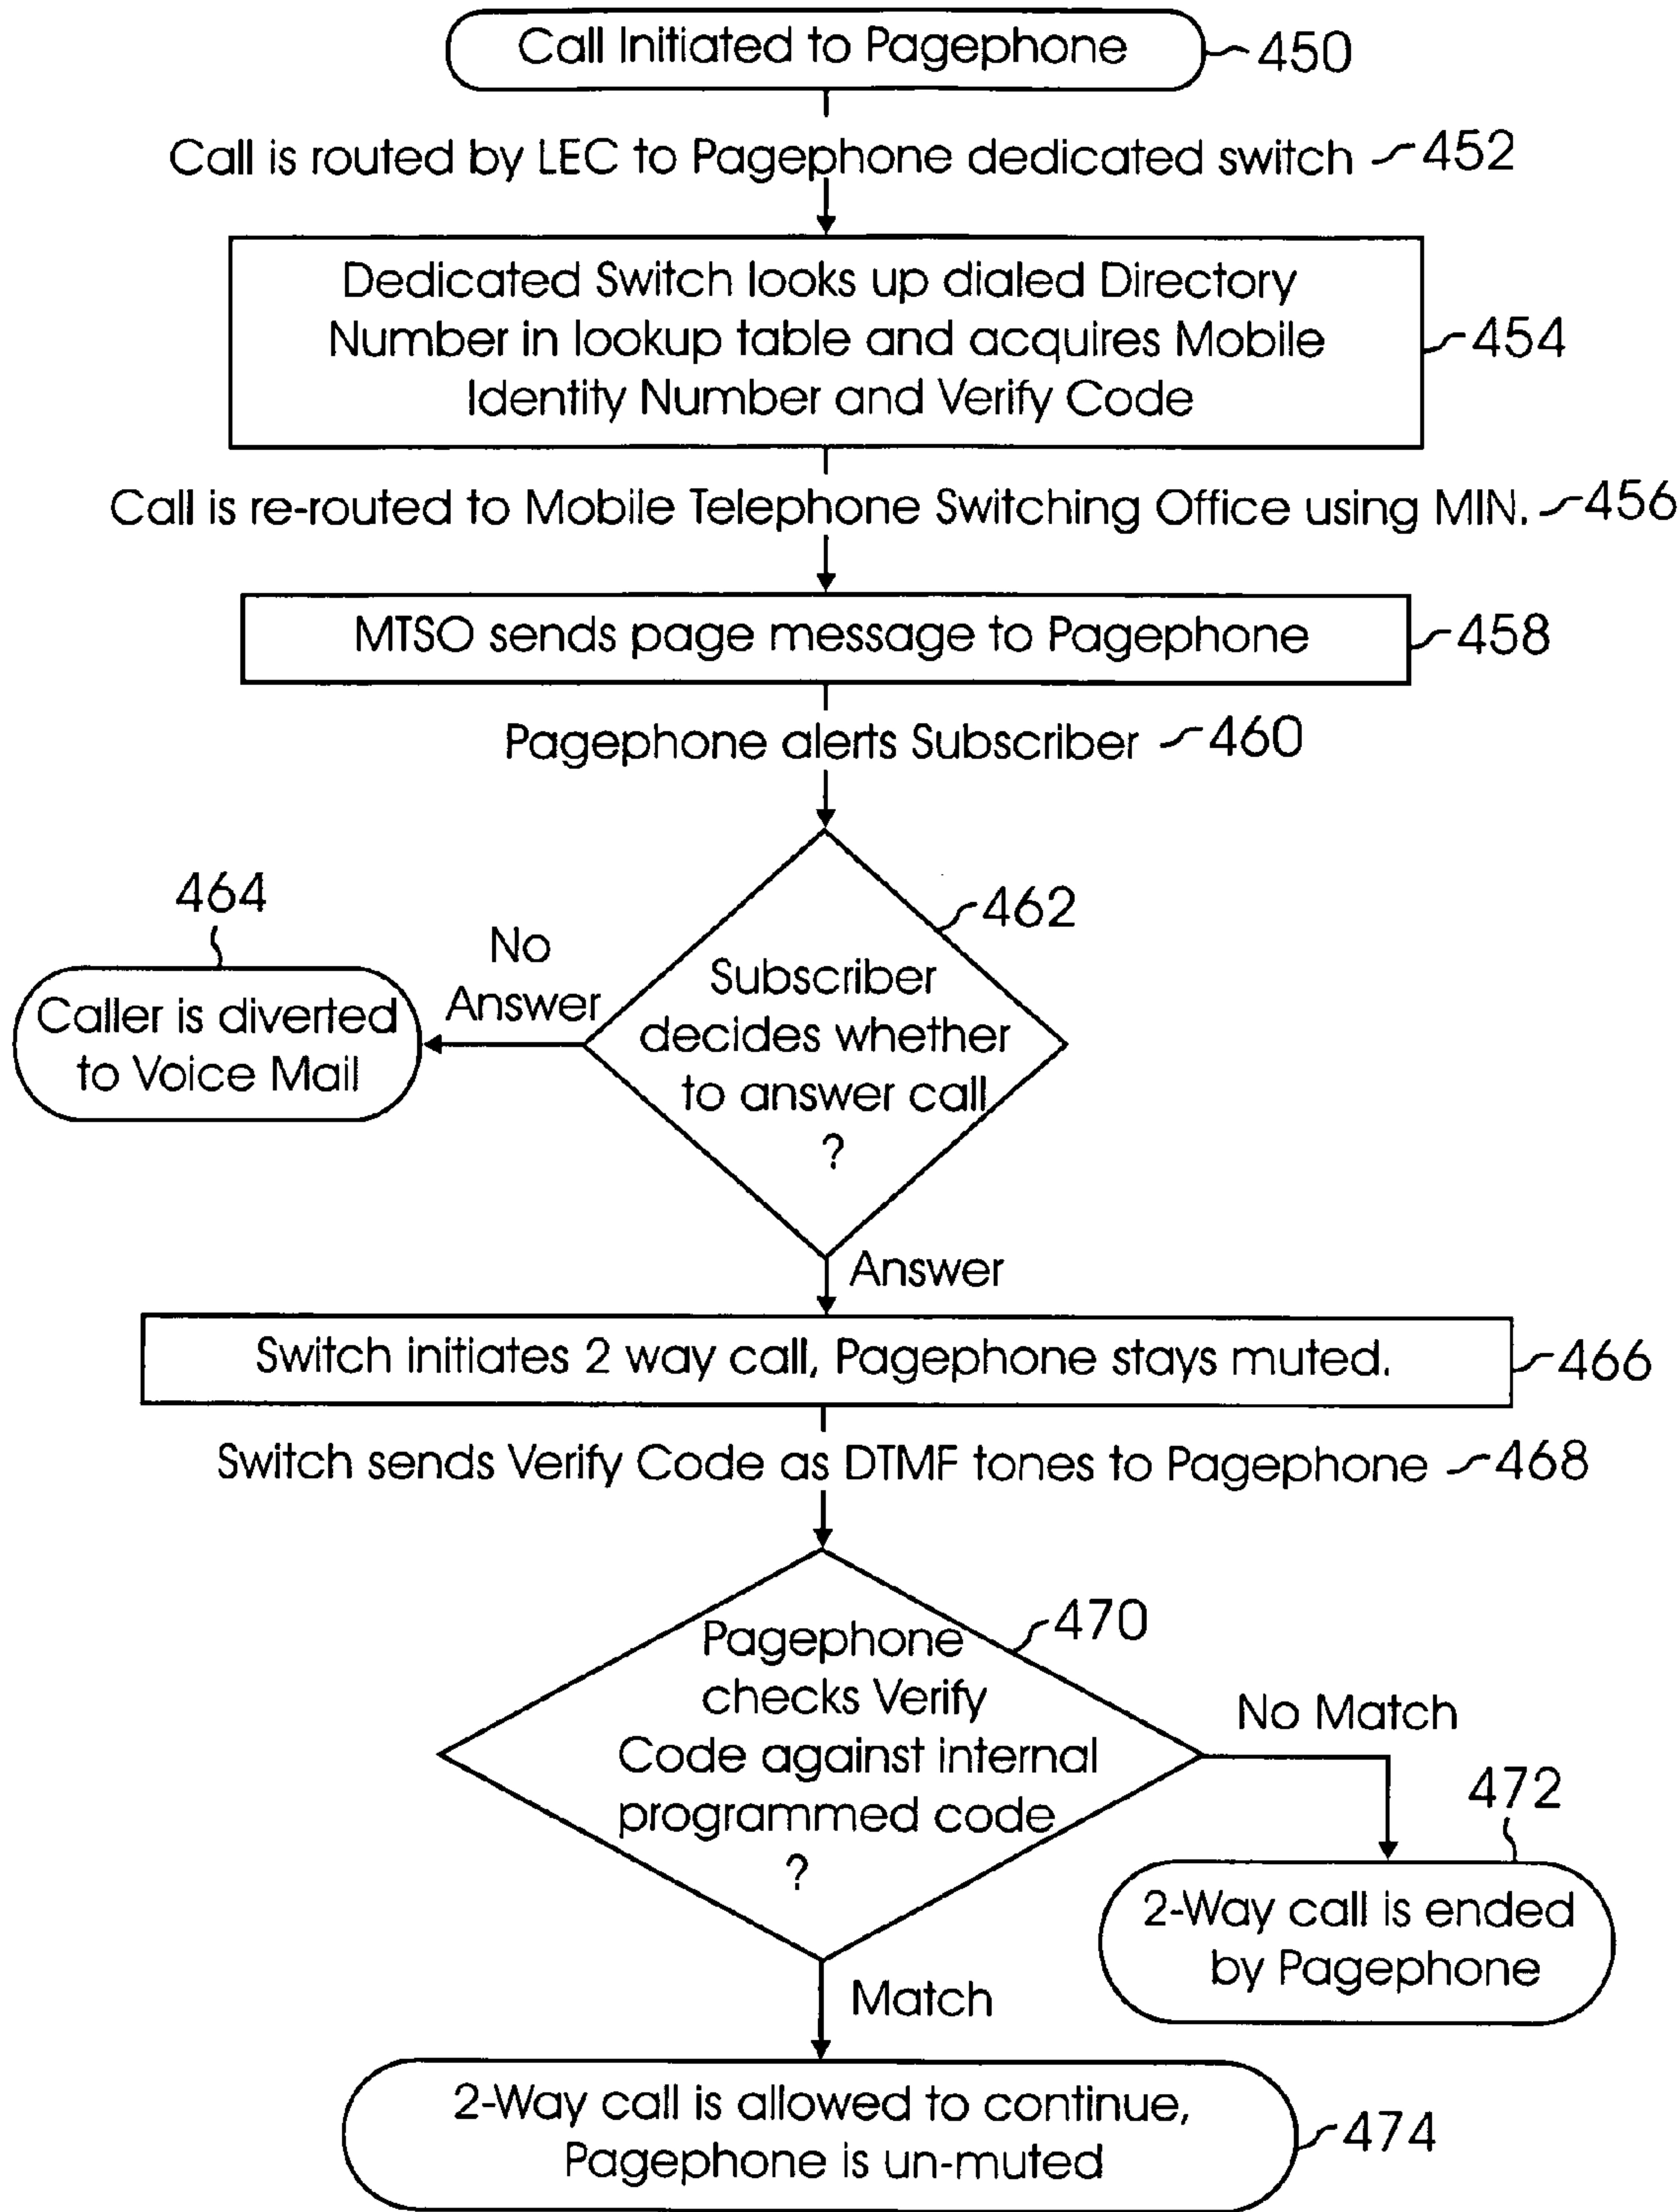 Call Initiated to Pagephone
450
Call is routed by LEC to Pagephone dedicated switch
452
Dedicated Switch looks up dialed Directory
Number in lookup table and acquires Mobile
Identity Number and Verify Code
454
Call is re-routed to Mobile Telephone Switching Office using MIN.
456
MTSO sends page message to Pagephone
458
Pagephone alerts Subscriber
460
462
Subscriber
decides whether
to answer call
?
No
Answer
464
Caller is diverted
to Voice Mail
Answer
Switch initiates 2 way call, Pagephone stays muted.
466
Switch sends Verify Code as DTMF tones to Pagephone
468
470
Pagephone
checks Verify
Code against internal
programmed code
?
No Match
472
2-Way call is ended
by Pagephone
Match
2-Way call is allowed to continue,
Pagephone is un-muted
474